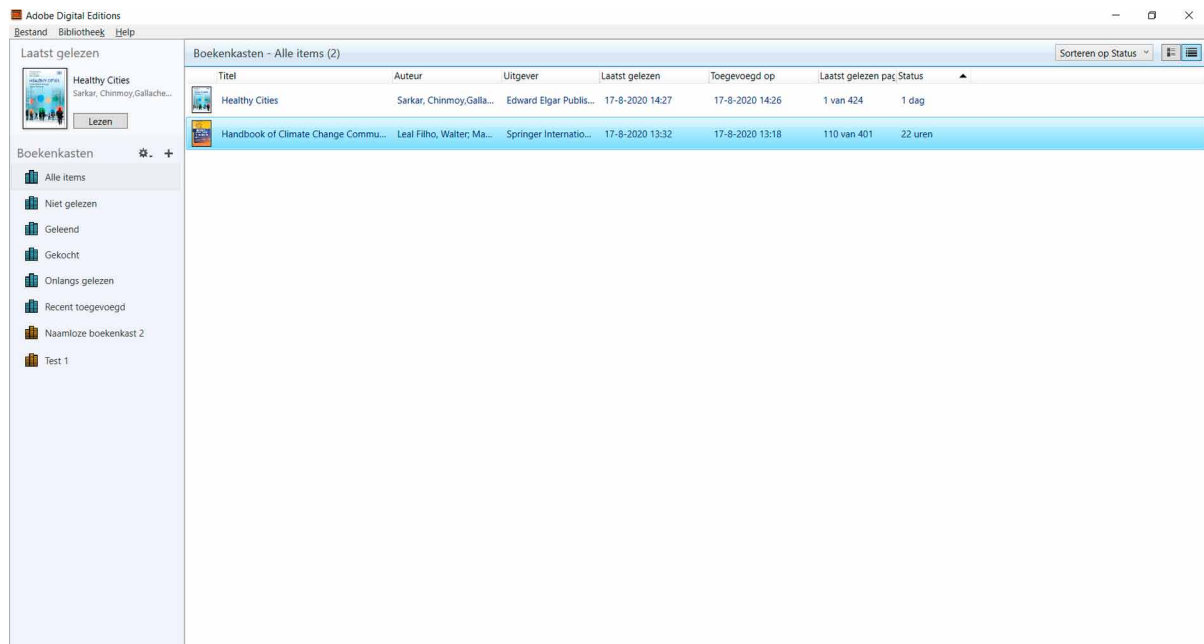 Adobe Digital Editions
Bestand Bibliotheek Help
Laatst gelezen
Healthy Cities
Sarkar, Chinmoy,Gallache...
Lezen
Boekenkasten
Alle items
Niet gelezen
Geleend
Gekocht
Onlangs gelezen
Recent toegevoegd
Naamloze boekenkast 2
Test 1
Boekenkasten - Alle items (2)
Sorteren op Status
Titel Auteur Uitgever Laatst gelezen Toegevoegd op Laatst gelezen pag Status
Healthy Cities Sarkar, Chinmoy,Galla... Edward Elgar Publis... 17-8-2020 14:27 17-8-2020 14:26 1 van 424 1 dag
Handbook of Climate Change Commu... Leal Filho, Walter; Ma... Springer Internatio... 17-8-2020 13:32 17-8-2020 13:18 110 van 401 22 uren